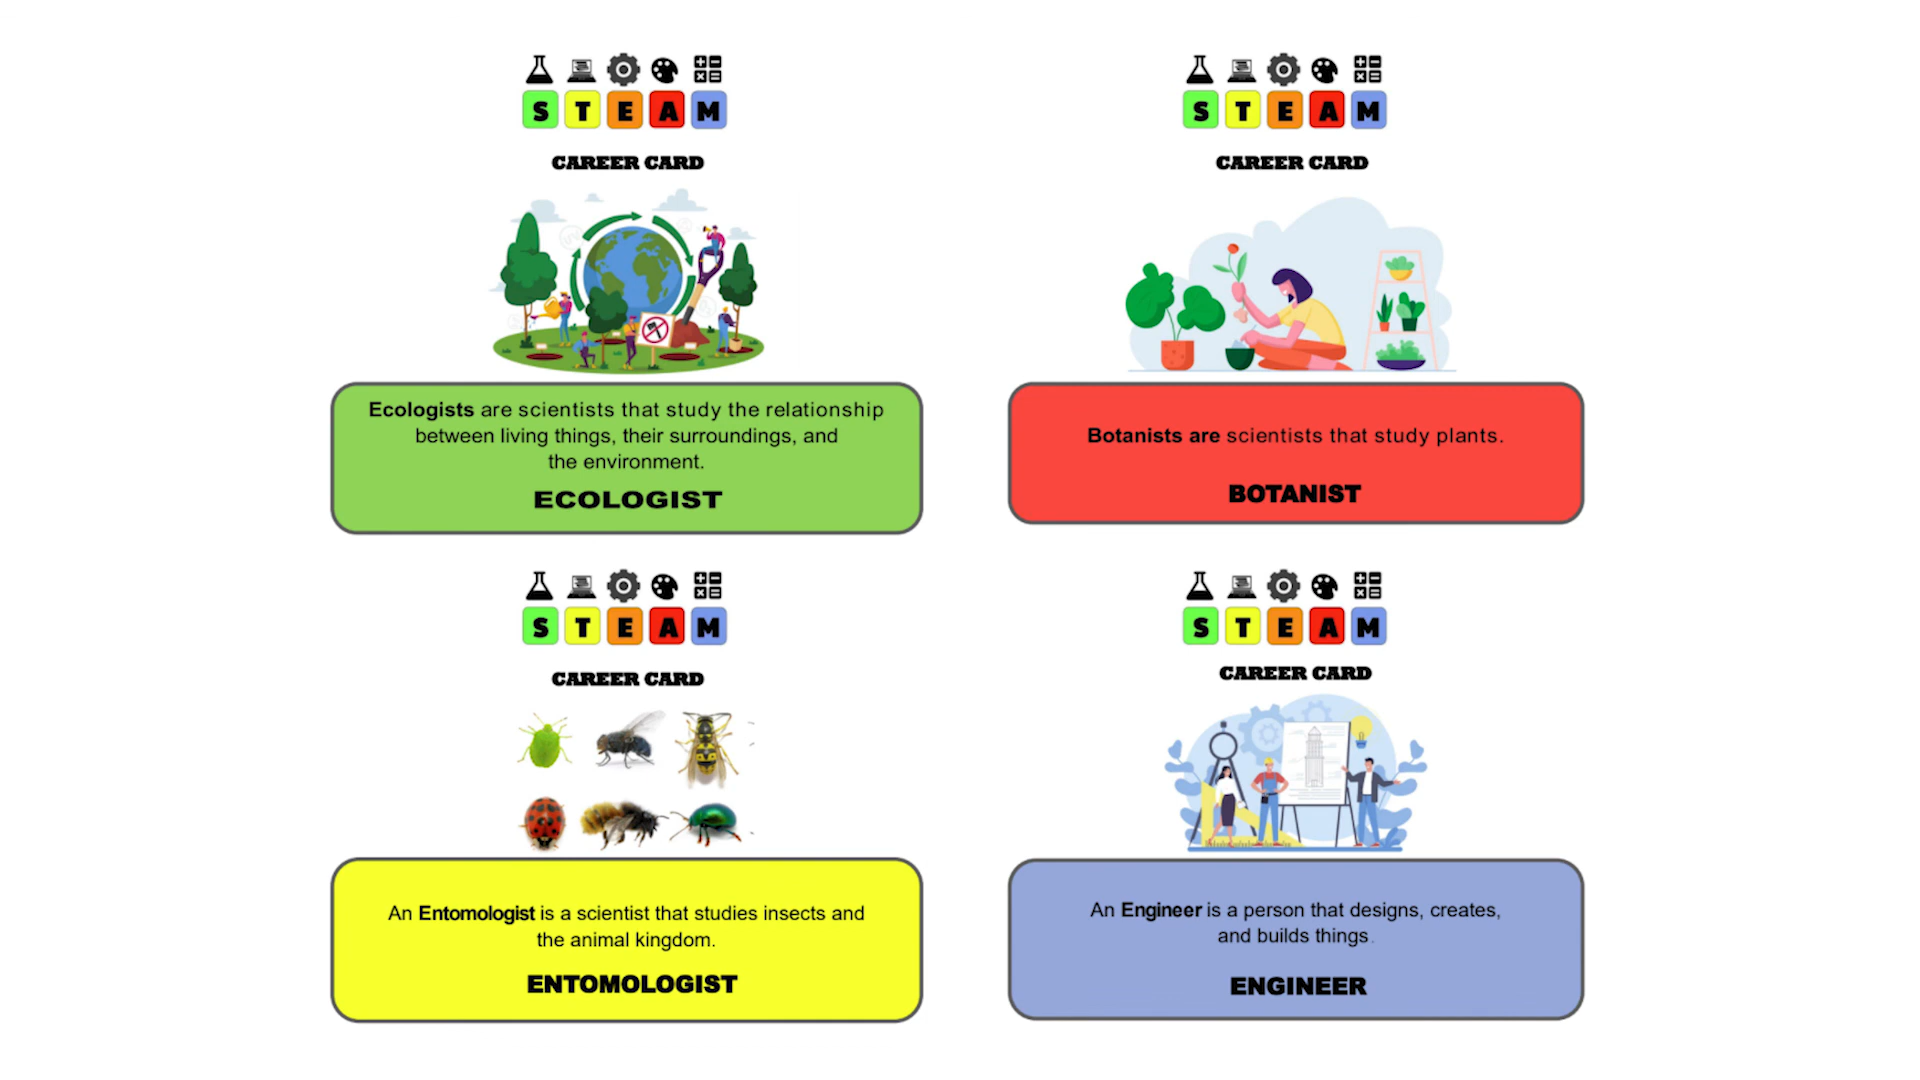 STEAM
CAREER CARD
Ecologists are scientists that study the relationship
between living things, their surroundings, and
the environment.
ECOLOGIST
STEAM
CAREER CARD
Botanists are scientists that study plants.
BOTANIST
STEAM
CAREER CARD
An Entomologist is a scientist that studies insects and
the animal kingdom.
ENTOMOLOGIST
STEAM
CAREER CARD
An Engineer is a person that designs, creates,
and builds things.
ENGINEER